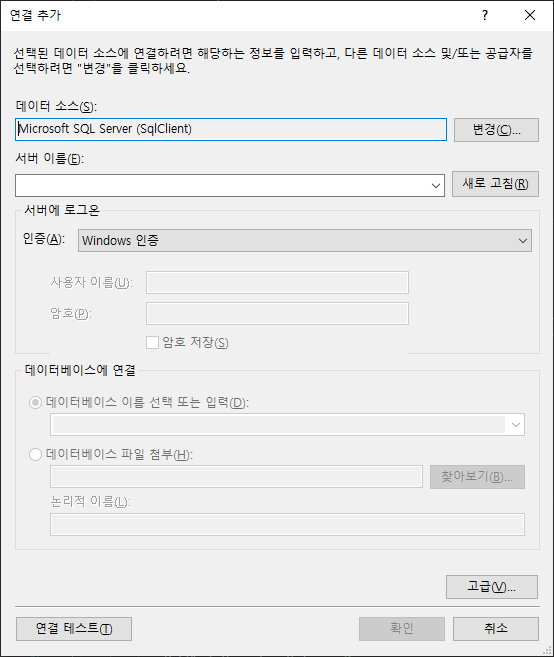 연결 추가
선택된 데이터 소스에 연결하려면 해당하는 정보를 입력하고, 다른 데이터 소스 및/또는 공급자를
선택하려면 "변경"을 클릭하세요.
데이터 소스(S):
Microsoft SQL Server (SqlClient)
변경(C)...
서버 이름(E):
새로 고침(R)
서버에 로그온
인증(A):
Windows 인증
사용자 이름(U):
암호(P):
암호 저장(S)
데이터베이스에 연결
데이터베이스 이름 선택 또는 입력(D):
데이터베이스 파일 첨부(H):
찾아보기(B)...
논리적 이름(L):
고급(V)...
연결 테스트(T)
확인
취소